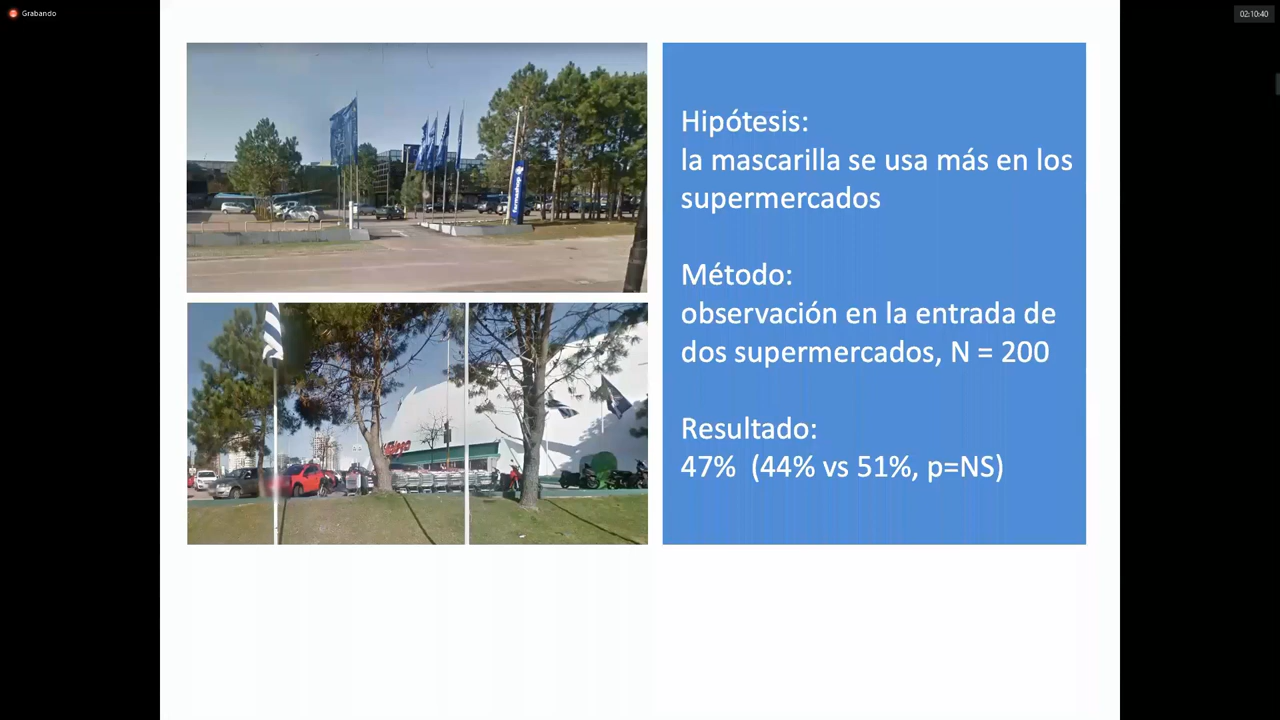 Grabando
02:10:40
Hipótesis:
la mascarilla se usa más en los
supermercados
Método:
observación en la entrada de
dos supermercados, N = 200
Resultado:
47% (44% vs 51%, p=NS)
farmashop